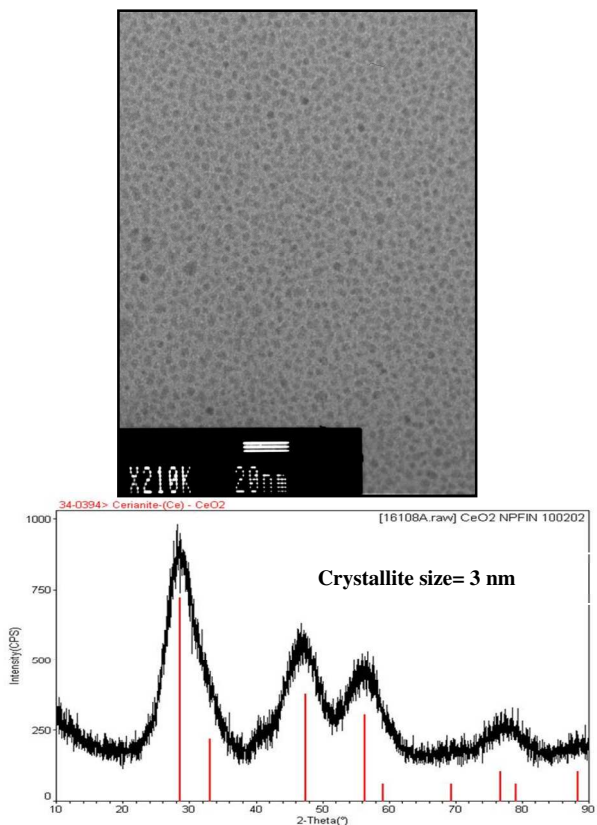 X210K 20nm
34-0394> Cerianite-(Ce) - CeO2
[16108A.raw] CeO2 NPFIN 100202
Crystallite size= 3 nm
1000
750
500
250
0
Intensty(CPS)
10 20 30 40 50 60 70 80 90
2-Theta(°)